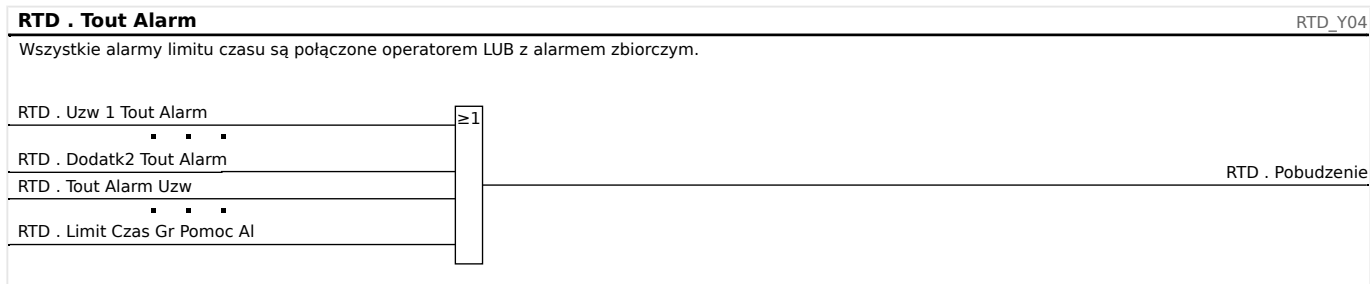 RTD . Tout Alarm
RTD_Y04
Wszystkie alarmy limitu czasu są połączone operatorem LUB z alarmem zbiorczym.
RTD . Uzw 1 Tout Alarm
≥1
RTD . Dodatk2 Tout Alarm
RTD . Pobudzenie
RTD . Tout Alarm Uzw
RTD . Limit Czas Gr Pomoc Al